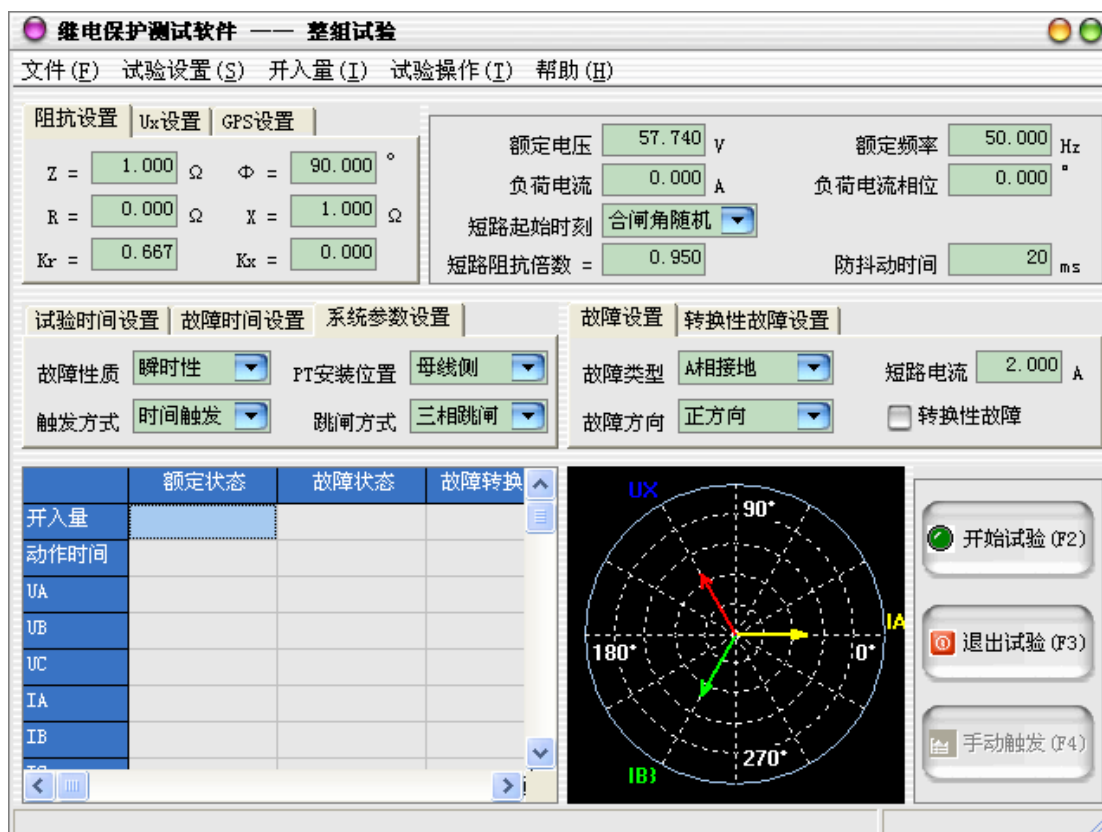 继电保护测试软件 —— 整组试验
文件(F) 试验设置(S) 开入量(I) 试验操作(T) 帮助(H)
阻抗设置 Ux设置 GPS设置
Z = 1.000 Ω Φ = 90.000 °
R = 0.000 Ω X = 1.000 Ω
Kr = 0.667 Kx = 0.000
额定电压 57.740 V 额定频率 50.000 Hz
负荷电流 0.000 A 负荷电流相位 0.000 °
短路起始时刻 合闸角随机
短路阻抗倍数 = 0.950 防抖动时间 20 ms
试验时间设置 故障时间设置 系统参数设置
故障性质 瞬时性 PT安装位置 母线侧
触发方式 时间触发 跳闸方式 三相跳闸
故障设置 转换性故障设置
故障类型 A相接地 短路电流 2.000 A
故障方向 正方向 转换性故障
额定状态 故障状态 故障转换
开入量
动作时间
UA
UB
UC
IA
IB
UX
90°
IA
180° 0°
270°
IB
开始试验(F2)
退出试验(F3)
手动触发(F4)